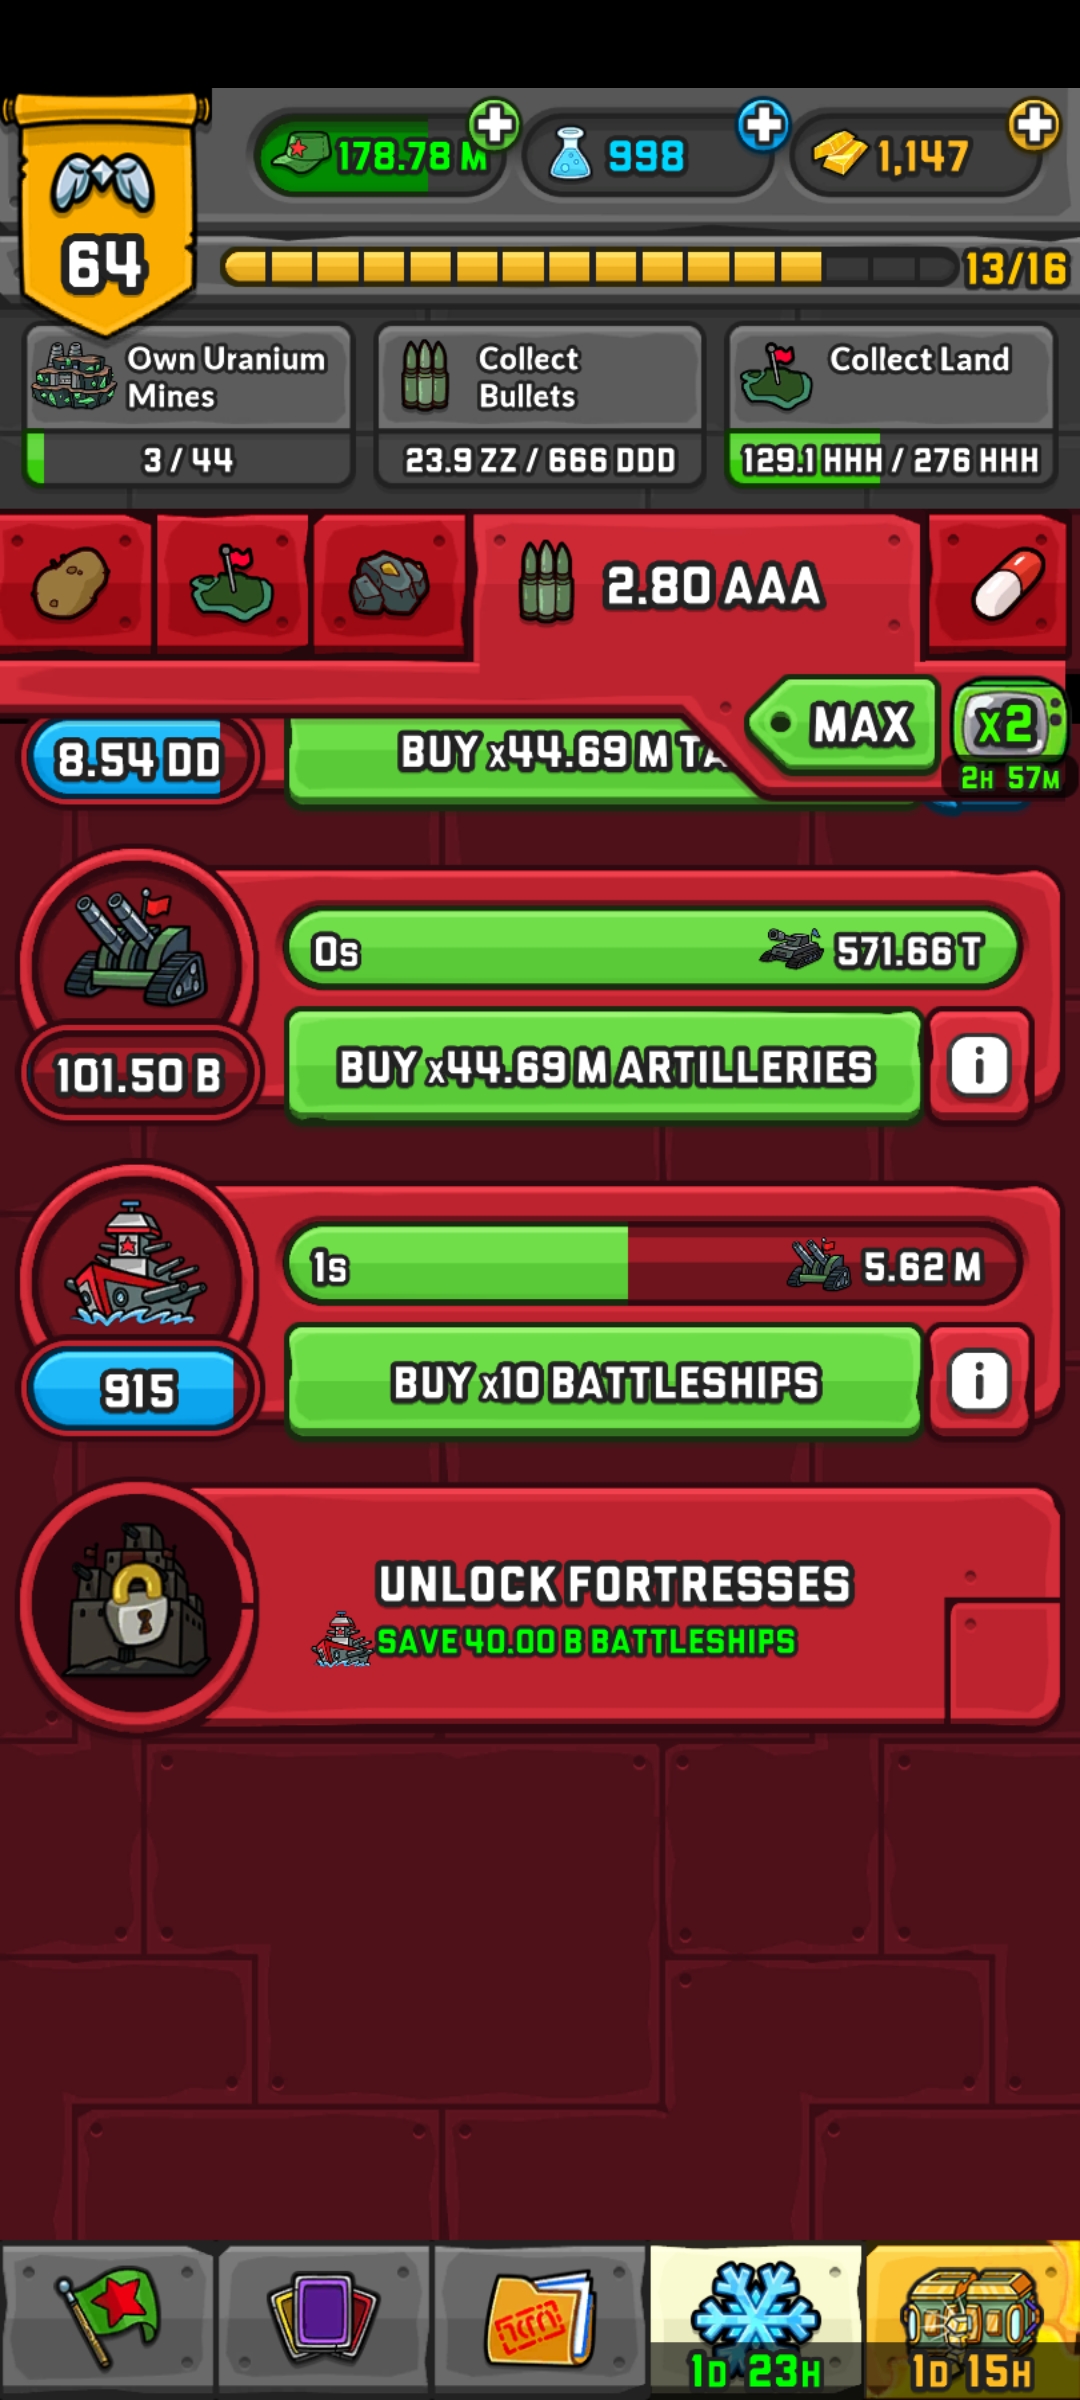 178.78 M
998
1,147
64
13/16
Own Uranium
Mines
3 / 44
Collect
Bullets
23.9 ZZ / 666 DDD
Collect Land
129.1 HHH / 276 HHH
2.80 AAA
MAX
x2
2H 57M
8.54 DD
BUY x44.69 M TA
0s
571.66 T
101.50 B
BUY x44.69 M ARTILLERIES
i
1s
5.62 M
915
BUY x10 BATTLESHIPS
i
UNLOCK FORTRESSES
SAVE 40.00 B BATTLESHIPS
1D 23H
1D 15H